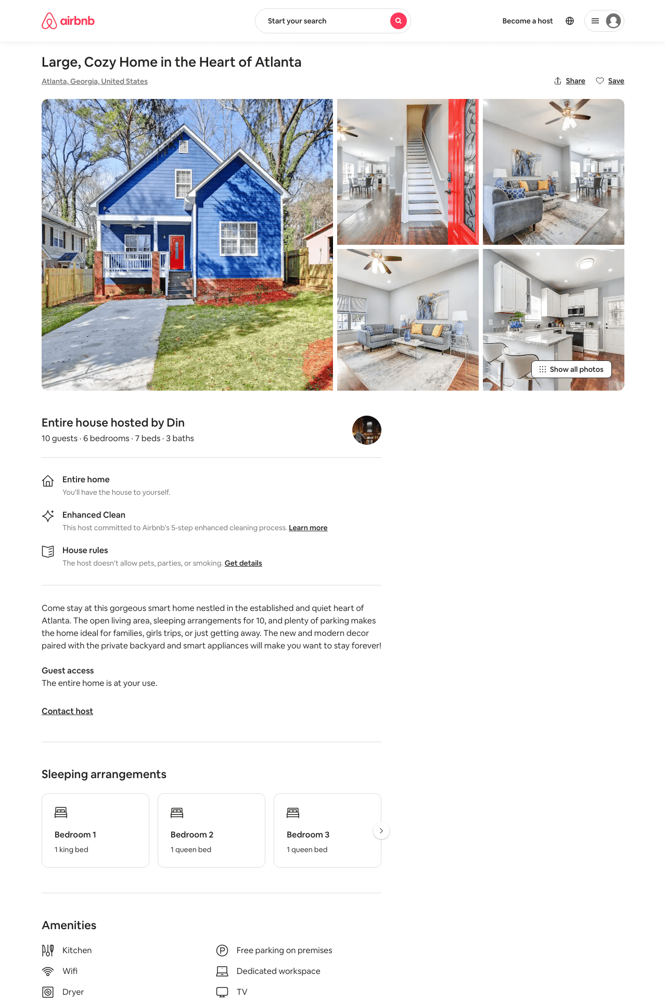 airbnb
Start your search
Become a host
Large, Cozy Home in the Heart of Atlanta
Atlanta, Georgia, United States
Share
Save
Show all photos
Entire house hosted by Din
10 guests · 6 bedrooms · 7 beds · 3 baths
Entire home
You’ll have the house to yourself.
Enhanced Clean
This host committed to Airbnb's 5-step enhanced cleaning process. Learn more
House rules
The host doesn’t allow pets, parties, or smoking. Get details
Come stay at this gorgeous smart home nestled in the established and quiet heart of
Atlanta. The open living area, sleeping arrangements for 10, and plenty of parking makes
the home ideal for families, girls trips, or just getting away. The new and modern decor
paired with the private backyard and smart appliances will make you want to stay forever!
Guest access
The entire home is at your use.
Contact host
Sleeping arrangements
Bedroom 1
1 king bed
Bedroom 2
1 queen bed
Bedroom 3
1 queen bed
Amenities
Kitchen
Free parking on premises
Wifi
Dedicated workspace
Dryer
TV